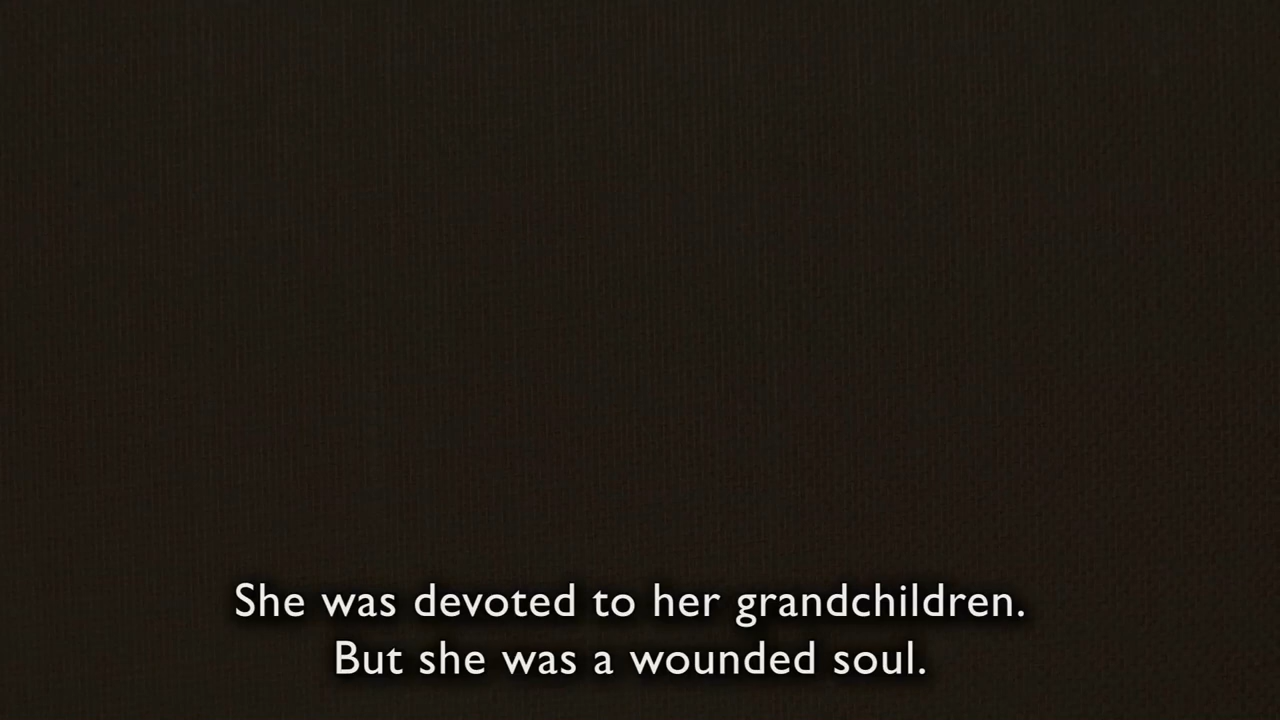 She was devoted to her grandchildren.
But she was a wounded soul.